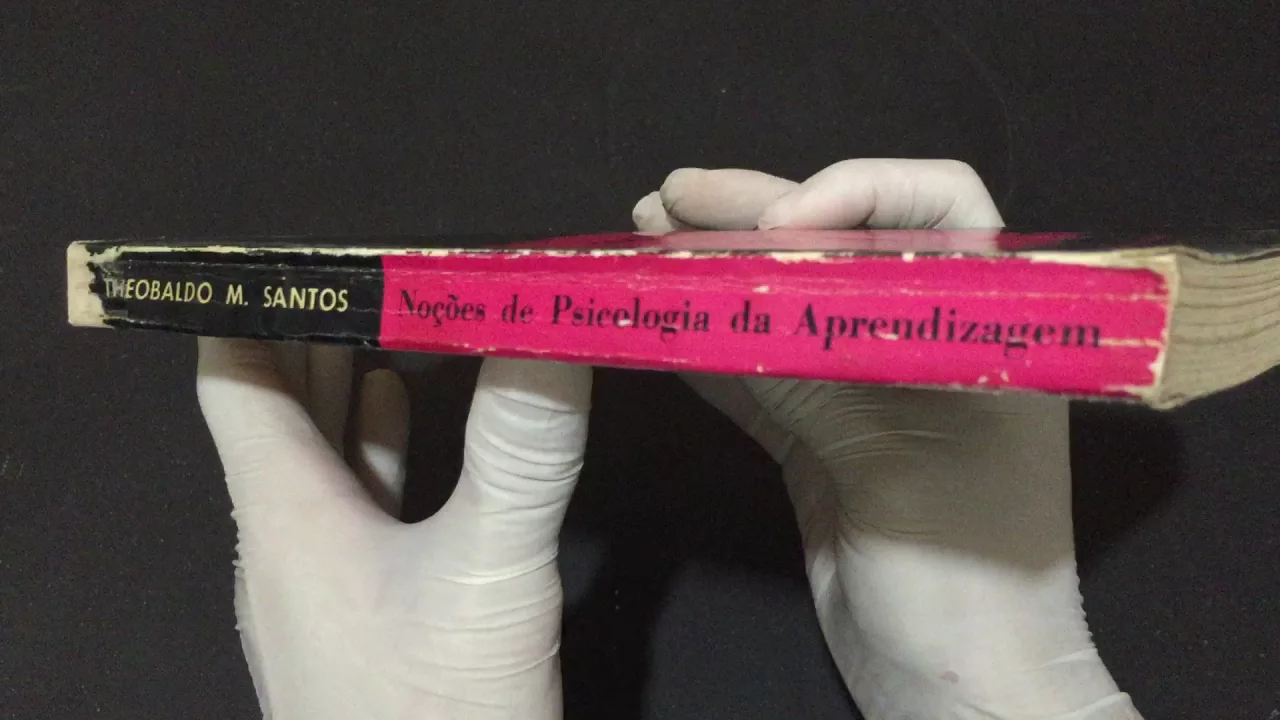 THEOBALDO M. SANTOS Noções de Psicologia da Aprendizagem